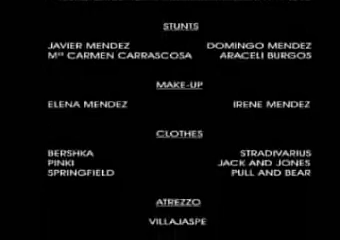 STUNTS
JAVIER MENDEZ DOMINGO MENDEZ
Mª CARMEN CARRASCOSA ARACELI BURGOS
MAKE-UP
ELENA MENDEZ IRENE MENDEZ
CLOTHES
BERSHKA STRADIVARIUS
PINKI JACK AND JONES
SPRINGFIELD PULL AND BEAR
ATREZZO
VILLAJASPE